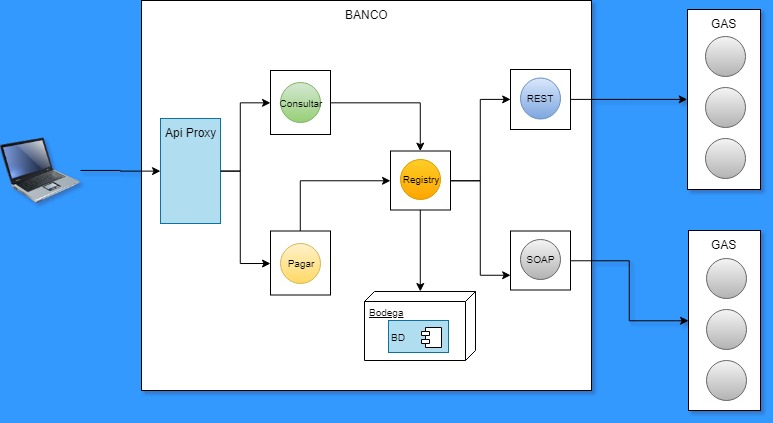 BANCO
GAS
Api Proxy
Consultar
REST
Registry
Pagar
SOAP
GAS
Bodega
BD